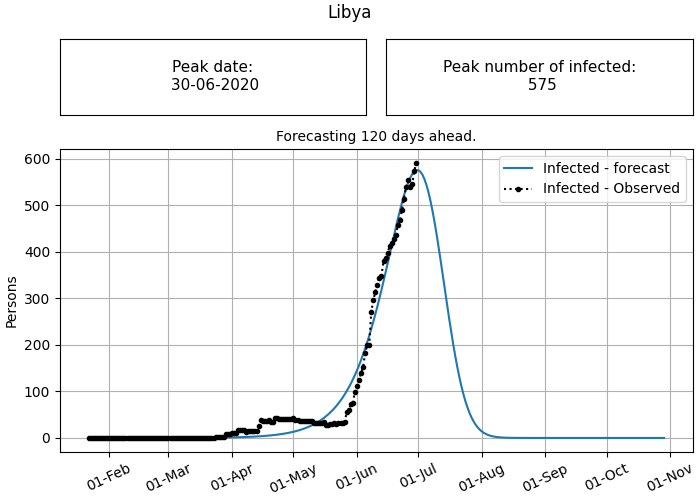 Libya
Peak date:
30-06-2020
Peak number of infected:
575
Forecasting 120 days ahead.
Infected - forecast
Infected - Observed
Persons
600
500
400
300
200
100
0
01-Feb
01-Mar
01-Apr
01-May
01-Jun
01-Jul
01-Aug
01-Sep
01-Oct
01-Nov